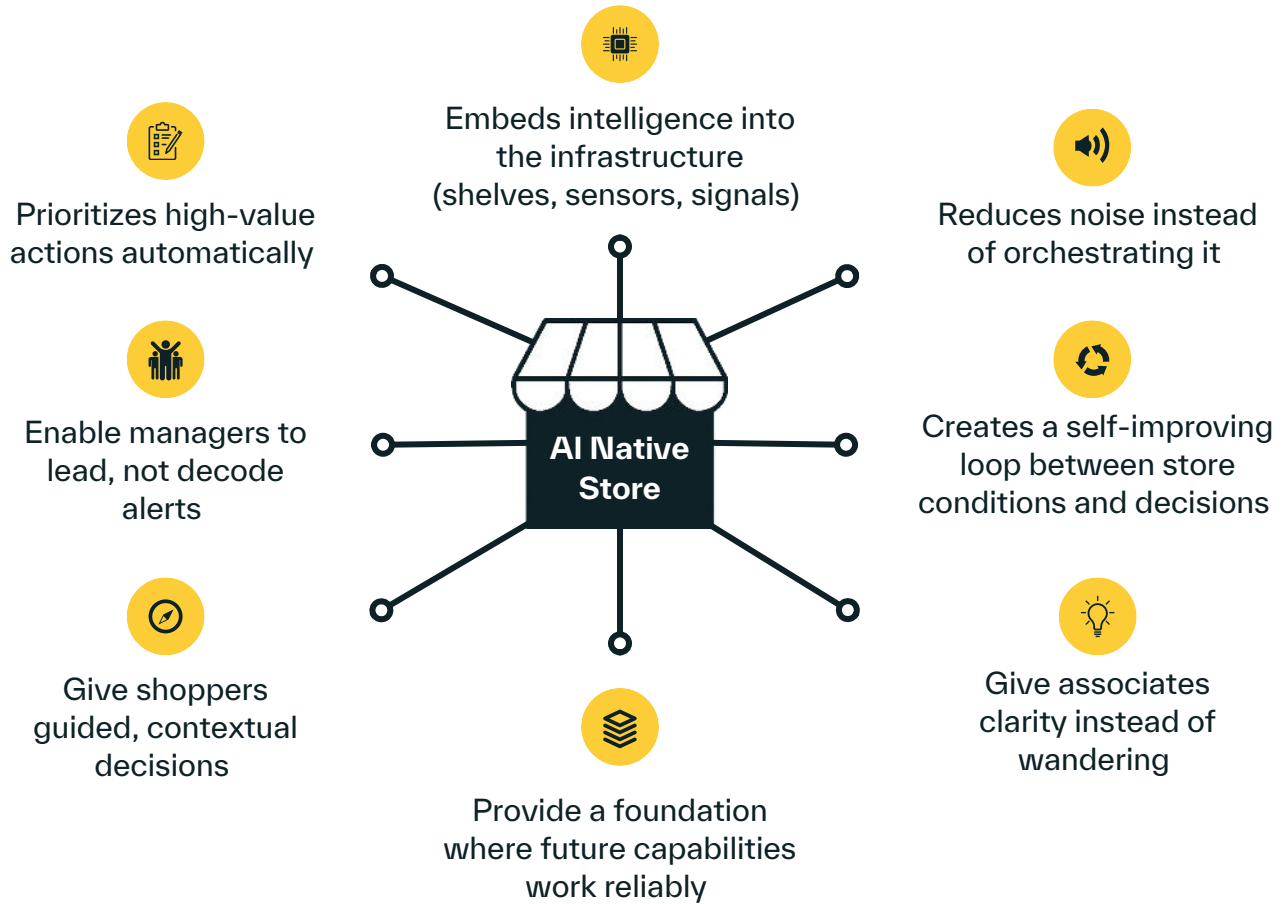 Embeds intelligence into
the infrastructure
(shelves, sensors, signals)
Prioritizes high-value
actions automatically
Reduces noise instead
of orchestrating it
Enable managers to
lead, not decode
alerts
AI Native
Store
Creates a self-improving
loop between store
conditions and decisions
Give shoppers
guided, contextual
decisions
Give associates
clarity instead of
wandering
Provide a foundation
where future capabilities
work reliably